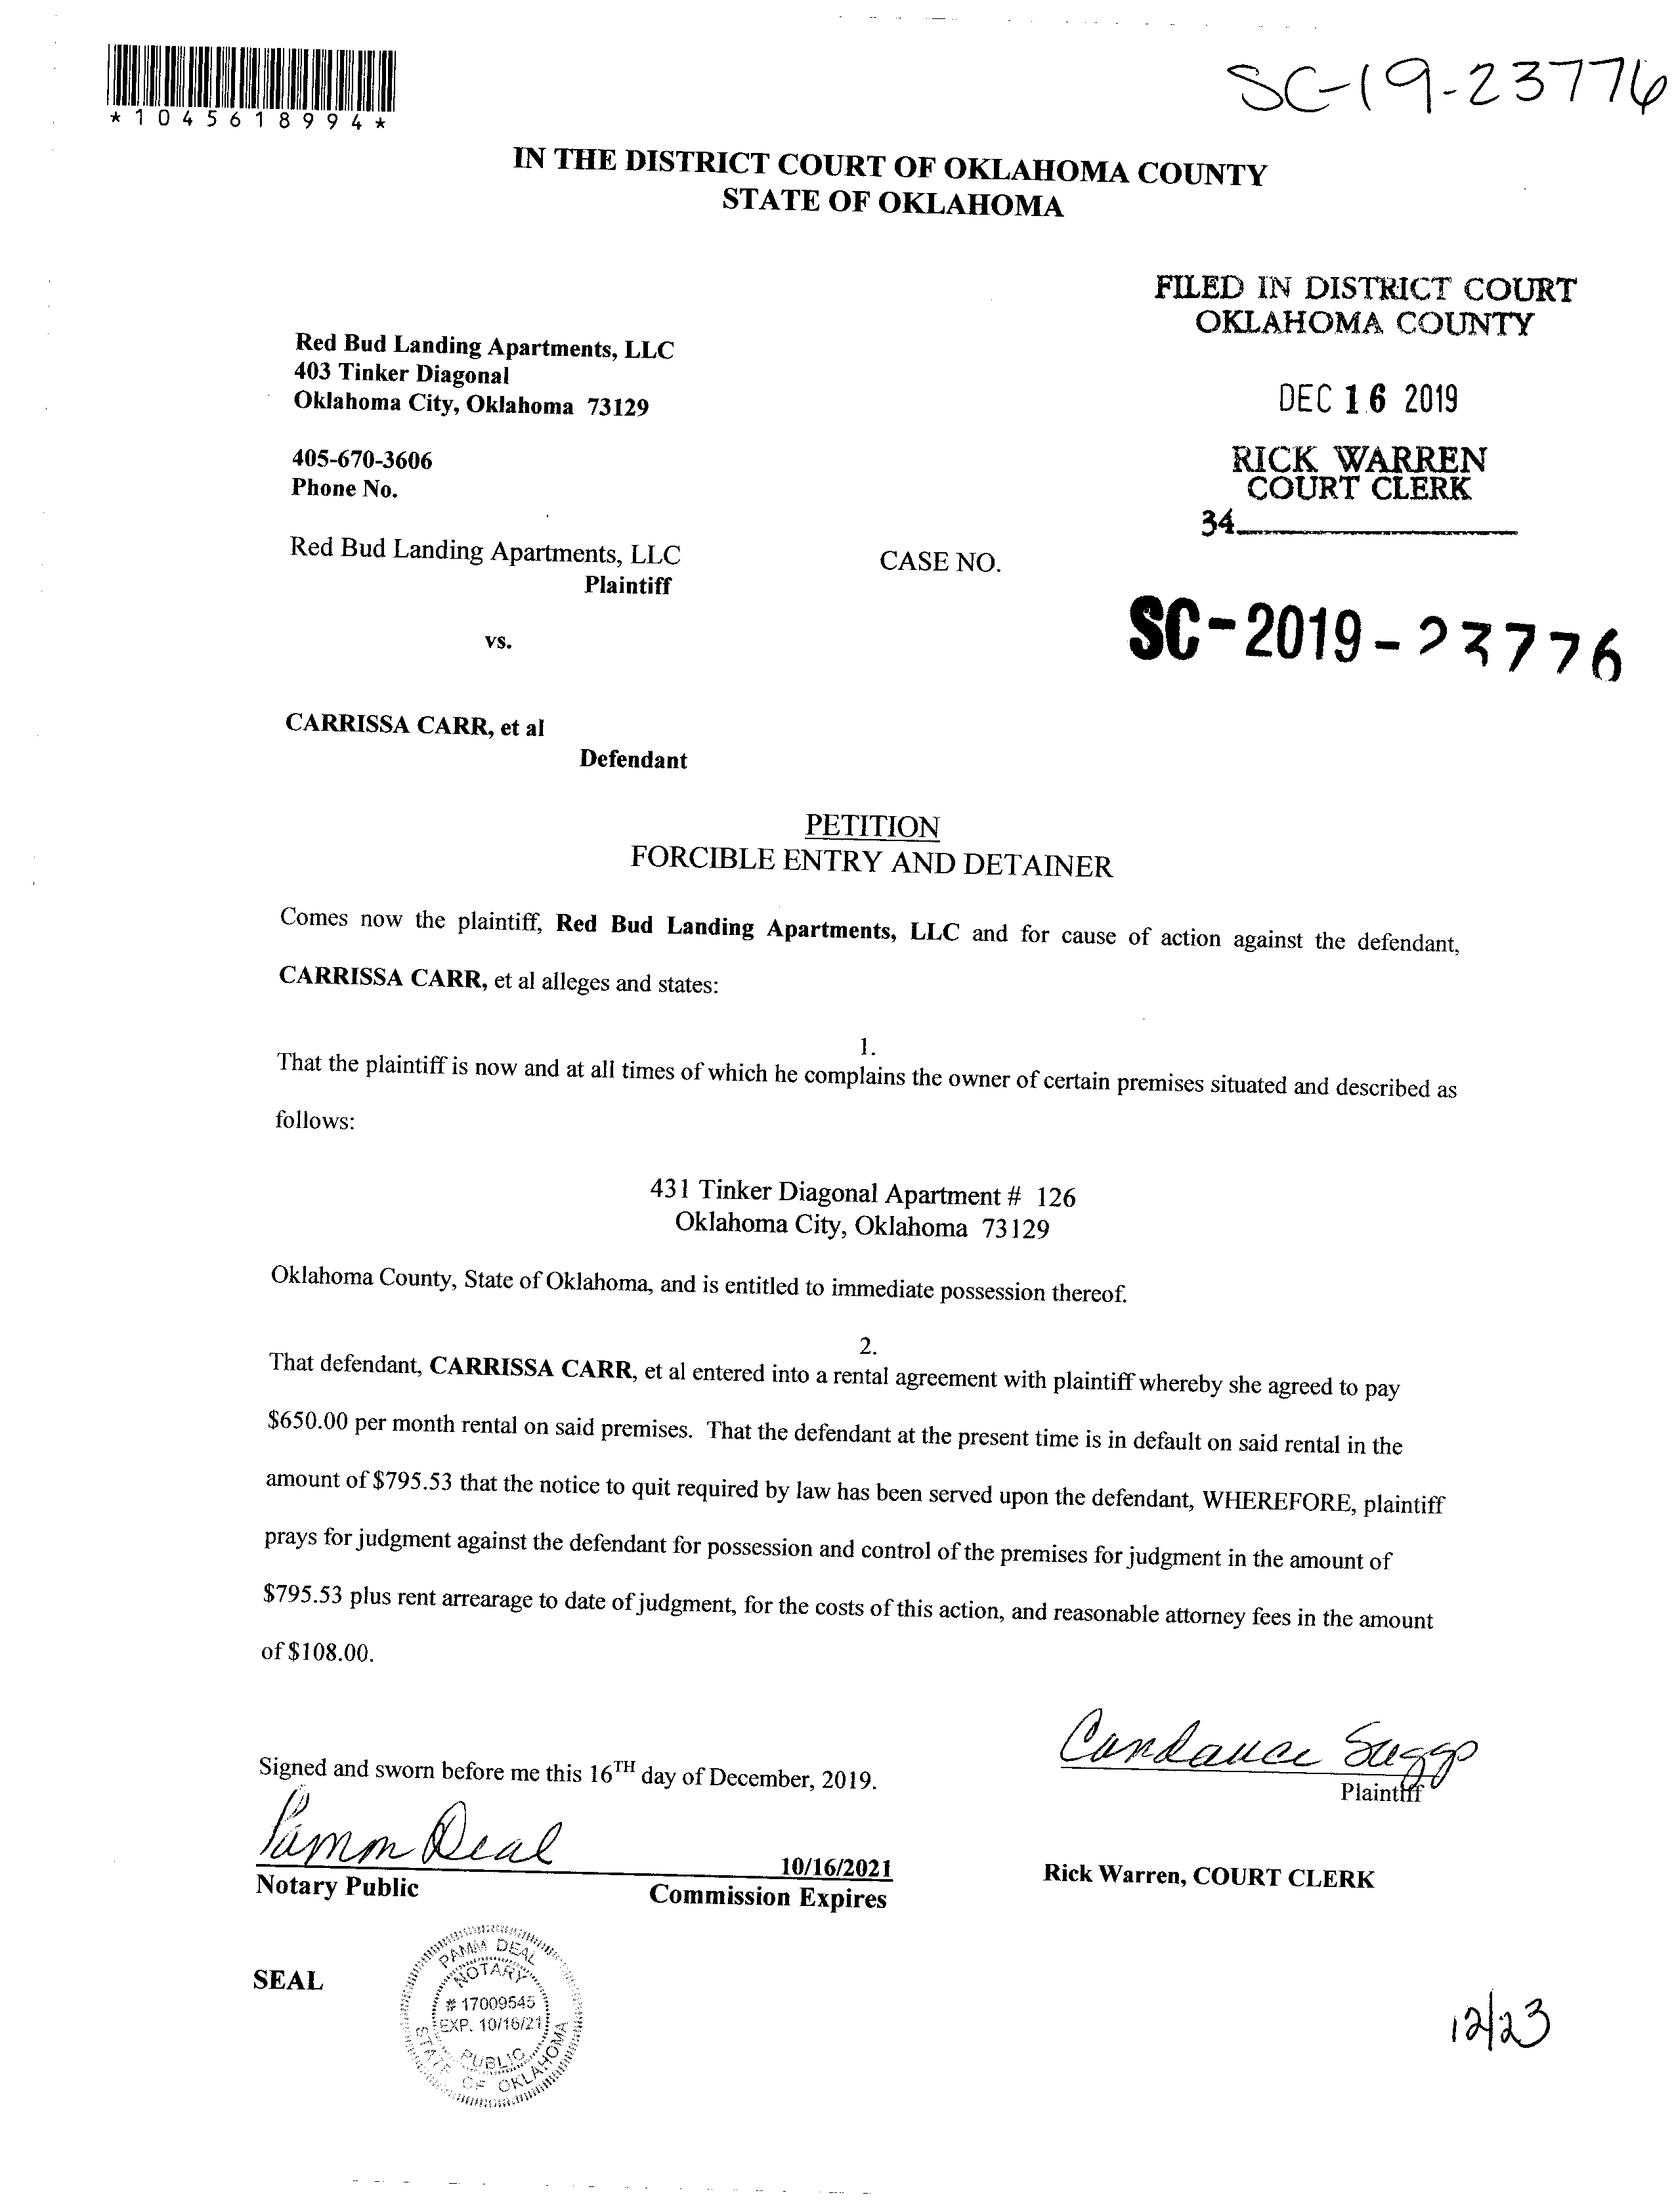 SC-19-23776
*1045618994*
IN THE DISTRICT COURT OF OKLAHOMA COUNTY
STATE OF OKLAHOMA
FILED IN DISTRICT COURT
OKLAHOMA COUNTY
DEC 16 2019
RICK WARREN
COURT CLERK
34
Red Bud Landing Apartments, LLC
403 Tinker Diagonal
Oklahoma City, Oklahoma 73129
405-670-3606
Phone No.
Red Bud Landing Apartments, LLC
Plaintiff
CASE NO.
SC-2019-23776
vs.
CARRISSA CARR, et al
Defendant
PETITION
FORCIBLE ENTRY AND DETAINER
Comes now the plaintiff, Red Bud Landing Apartments, LLC and for cause of action against the defendant,
CARRISSA CARR, et al alleges and states:
1.
That the plaintiff is now and at all times of which he complains the owner of certain premises situated and described as
follows:
431 Tinker Diagonal Apartment # 126
Oklahoma City, Oklahoma 73129
Oklahoma County, State of Oklahoma, and is entitled to immediate possession thereof.
2.
That defendant, CARRISSA CARR, et al entered into a rental agreement with plaintiff whereby she agreed to pay
$650.00 per month rental on said premises. That the defendant at the present time is in default on said rental in the
amount of $795.53 that the notice to quit required by law has been served upon the defendant, WHEREFORE, plaintiff
prays for judgment against the defendant for possession and control of the premises for judgment in the amount of
$795.53 plus rent arrearage to date of judgment, for the costs of this action, and reasonable attorney fees in the amount
of $108.00.
Candauce Suggs
Plaintiff
Signed and sworn before me this 16TH day of December, 2019.
Pamm Deal
10/16/2021
Notary Public
Commission Expires
Rick Warren, COURT CLERK
SEAL
PAMM DEAL
NOTARY
# 17009545
EXP. 10/16/21
PUBLIC
STATE OF OKLAHOMA
12/23